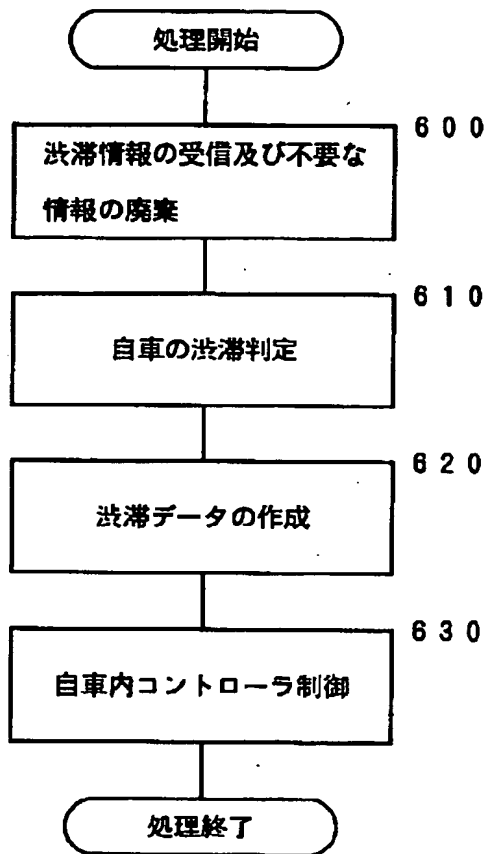 処理開始
600
渋滞情報の受信及び不要な
情報の廃棄
610
自車の渋滞判定
620
渋滞データの作成
630
自車内コントローラ制御
処理終了